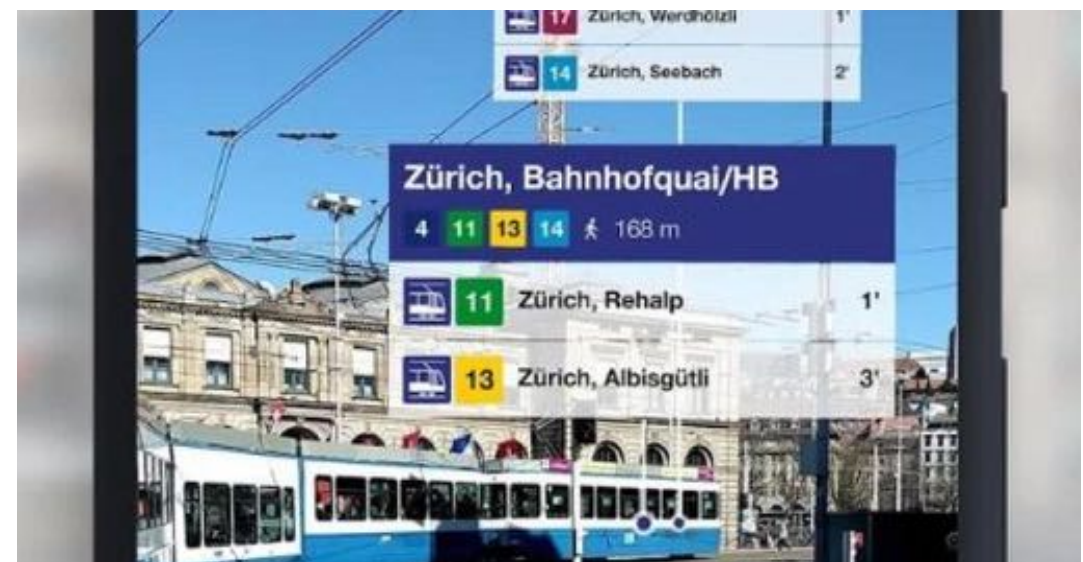 17 Zürich, Werdhölzli 1'
14 Zürich, Seebach 2'
Zürich, Bahnhofquai/HB
4 11 13 14 168 m
11 Zürich, Rehalp 1'
13 Zürich, Albisgütli 3'